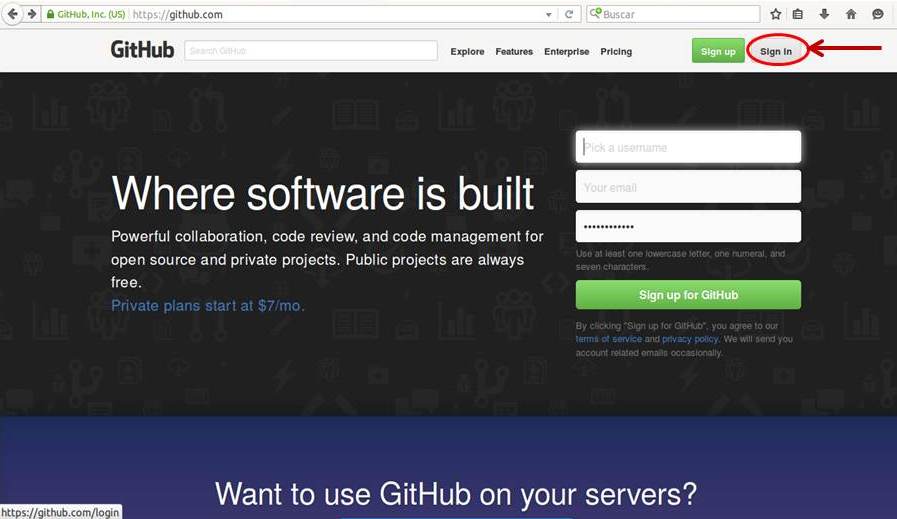 GitHub, Inc. (US)
https://github.com
Buscar
GitHub
Search GitHub
Explore
Features
Enterprise
Pricing
Sign up
Sign in
Where software is built
Powerful collaboration, code review, and code management for
open source and private projects. Public projects are always
free.
Private plans start at $7/mo.
Pick a username
Your email
••••••••••••
Use at least one lowercase letter, one numeral, and
seven characters.
Sign up for GitHub
By clicking "Sign up for GitHub", you agree to our
terms of service and privacy policy. We will send you
account related emails occasionally.
Want to use GitHub on your servers?
https://github.com/login